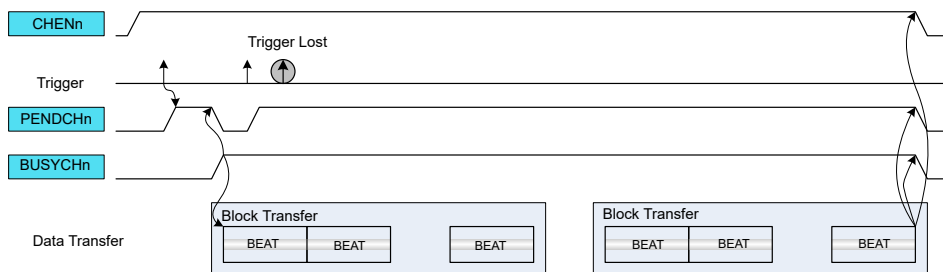 CHENn
Trigger Lost
Trigger
PENDCHn
BUSYCHn
Data Transfer
Block Transfer
BEAT BEAT BEAT
Block Transfer
BEAT BEAT BEAT